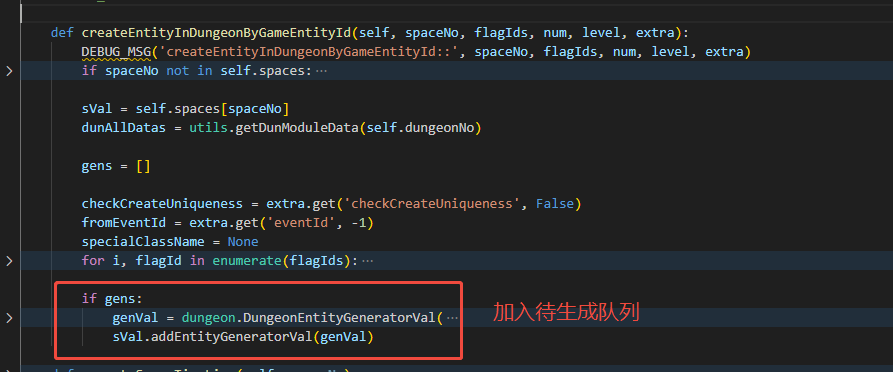 def createEntityInDungeonByGameEntityId(self, spaceNo, flagIds, num, level, extra):
DEBUG_MSG('createEntityInDungeonByGameEntityId::', spaceNo, flagIds, num, level, extra)
if spaceNo not in self.spaces:…
sVal = self.spaces[spaceNo]
dunAllDatas = utils.getDunModuleData(self.dungeonNo)
gens = []
checkCreateUniqueness = extra.get('checkCreateUniqueness', False)
fromEventId = extra.get('eventId', -1)
specialClassName = None
for i, flagId in enumerate(flagIds):…
if gens:
genVal = dungeon.DungeonEntityGeneratorVal(…
sVal.addEntityGeneratorVal(genVal)
加入待生成队列